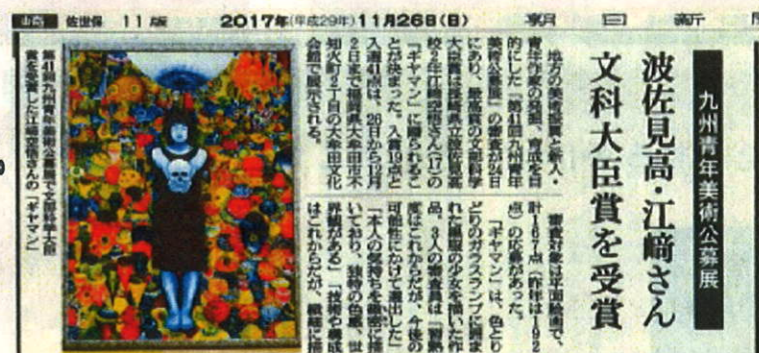 佐世保 11版 2017年(平成29年)11月26日(日) 朝日新
九州青年美術公募展
波佐見高・江﨑さん
文科大臣賞を受賞
地方の美術振興と新人・
青年作家の発掘、育成を目
的にした「第41回九州青年
美術公募展」の審査が24日
にあり、最高賞の文部科学
大臣賞は長崎県立波佐見高
校2年江﨑空悟さん(17)の
「ギヤマン」に贈られるこ
とが決まった。入賞19点と
入選41点は、26日から12月
2日まで福岡県大牟田市不
知火町2丁目の大牟田文化
会館で展示される。
審査対象は平面絵画で、
計167点(昨年は192
点)の応募があった。
「ギヤマン」は、色とり
どりのガラスランプに囲ま
れた黒服の少女を描いた作
品。3人の審査員は「習熟
度はこれからだが、今後の
可能性にかけて選出した」
「本人の気持ちを緻密に描
いており、独特の色感、世
界観がある」「技術や構成
はこれからだが、繊細に描
第41回九州青年美術公募展で文部科学大臣
賞を受賞した江﨑空悟さんの「ギヤマン」